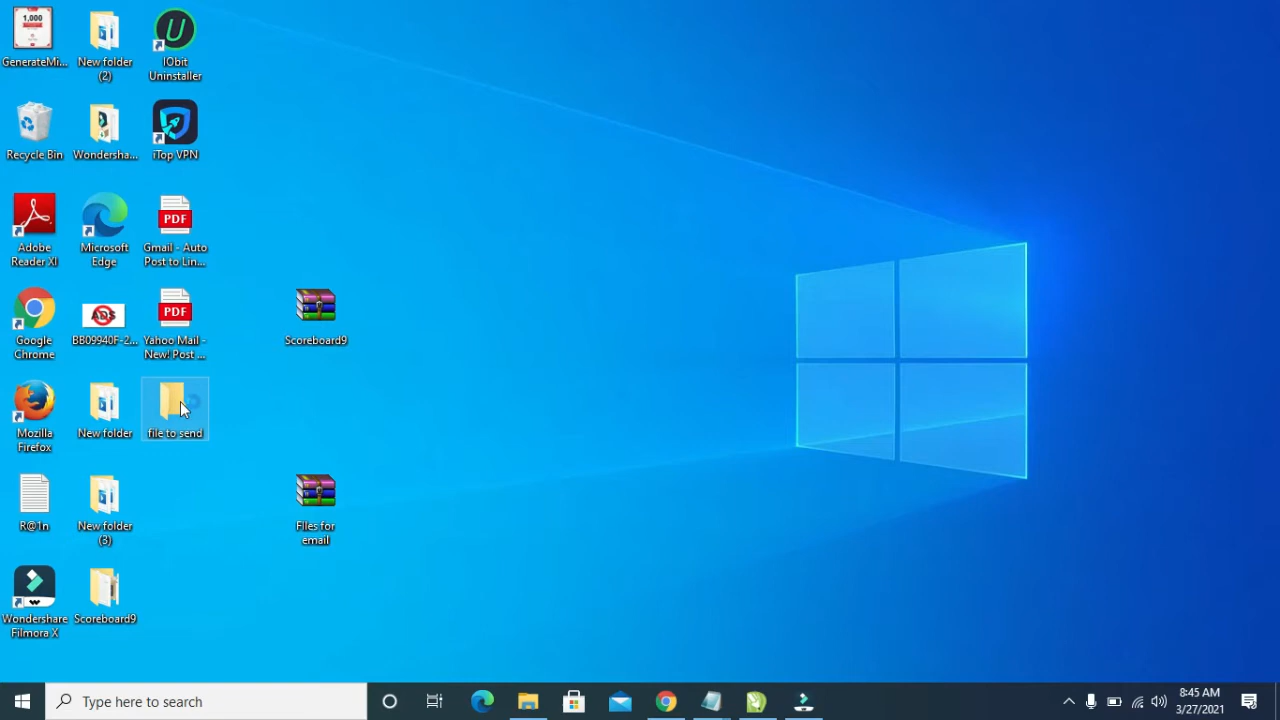 1,000
GenerateMi...
New folder
(2)
IObit
Uninstaller
Recycle Bin
Wondersha...
iTop VPN
Adobe
Reader XI
Microsoft
Edge
PDF
Gmail - Auto
Post to Lin...
Google
Chrome
ADS
BB09940F-2...
PDF
Yahoo Mail -
New! Post ...
Scoreboard9
Mozilla
Firefox
New folder
file to send
R@1n
New folder
(3)
FIles for
email
Wondershare
Filmora X
Scoreboard9
Type here to search
8:45 AM
3/27/2021